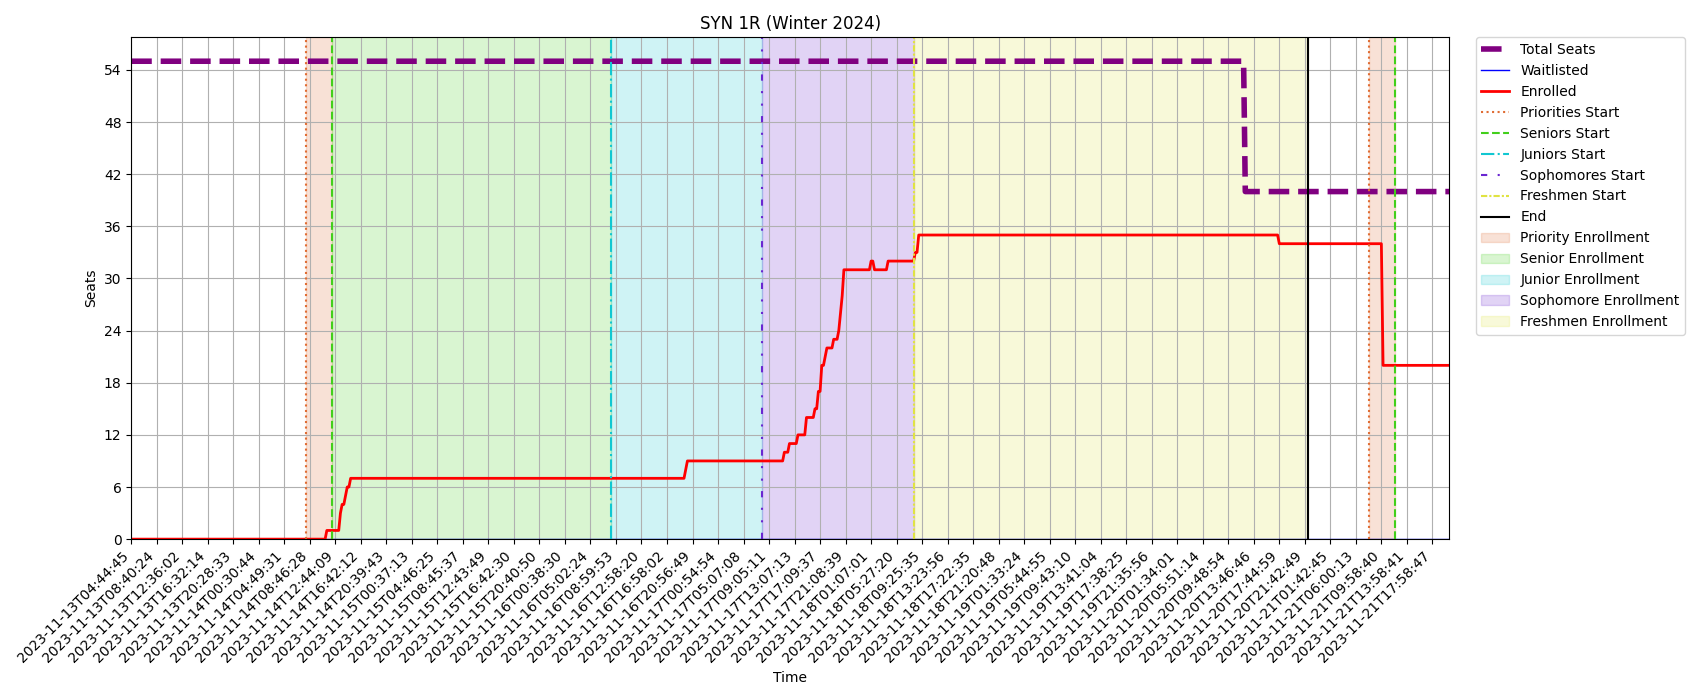 SYN 1R (Winter 2024)
54
48
42
36
30
24
18
12
6
0
Seats
2023-11-13T04:44:45
2023-11-13T08:40:24
2023-11-13T12:36:02
2023-11-13T16:32:14
2023-11-13T20:28:33
2023-11-14T00:30:44
2023-11-14T04:49:31
2023-11-14T08:46:28
2023-11-14T12:44:09
2023-11-14T16:42:12
2023-11-14T20:39:43
2023-11-15T00:37:13
2023-11-15T04:46:25
2023-11-15T08:45:37
2023-11-15T12:43:49
2023-11-15T16:42:30
2023-11-15T20:40:50
2023-11-16T00:38:30
2023-11-16T05:02:24
2023-11-16T08:59:53
2023-11-16T12:58:20
2023-11-16T16:58:02
2023-11-16T20:56:49
2023-11-17T00:54:54
2023-11-17T05:07:08
2023-11-17T09:05:11
2023-11-17T13:07:13
2023-11-17T17:09:37
2023-11-17T21:08:39
2023-11-18T01:07:01
2023-11-18T05:27:20
2023-11-18T09:25:35
2023-11-18T13:23:56
2023-11-18T17:22:35
2023-11-18T21:20:48
2023-11-19T01:33:24
2023-11-19T05:44:55
2023-11-19T09:43:10
2023-11-19T13:41:04
2023-11-19T17:38:25
2023-11-19T21:35:56
2023-11-20T01:34:01
2023-11-20T05:51:14
2023-11-20T09:48:54
2023-11-20T13:46:46
2023-11-20T17:44:59
2023-11-20T21:42:49
2023-11-21T01:42:45
2023-11-21T06:00:13
2023-11-21T09:58:40
2023-11-21T13:58:41
2023-11-21T17:58:47
Time
Total Seats
Waitlisted
Enrolled
Priorities Start
Seniors Start
Juniors Start
Sophomores Start
Freshmen Start
End
Priority Enrollment
Senior Enrollment
Junior Enrollment
Sophomore Enrollment
Freshmen Enrollment